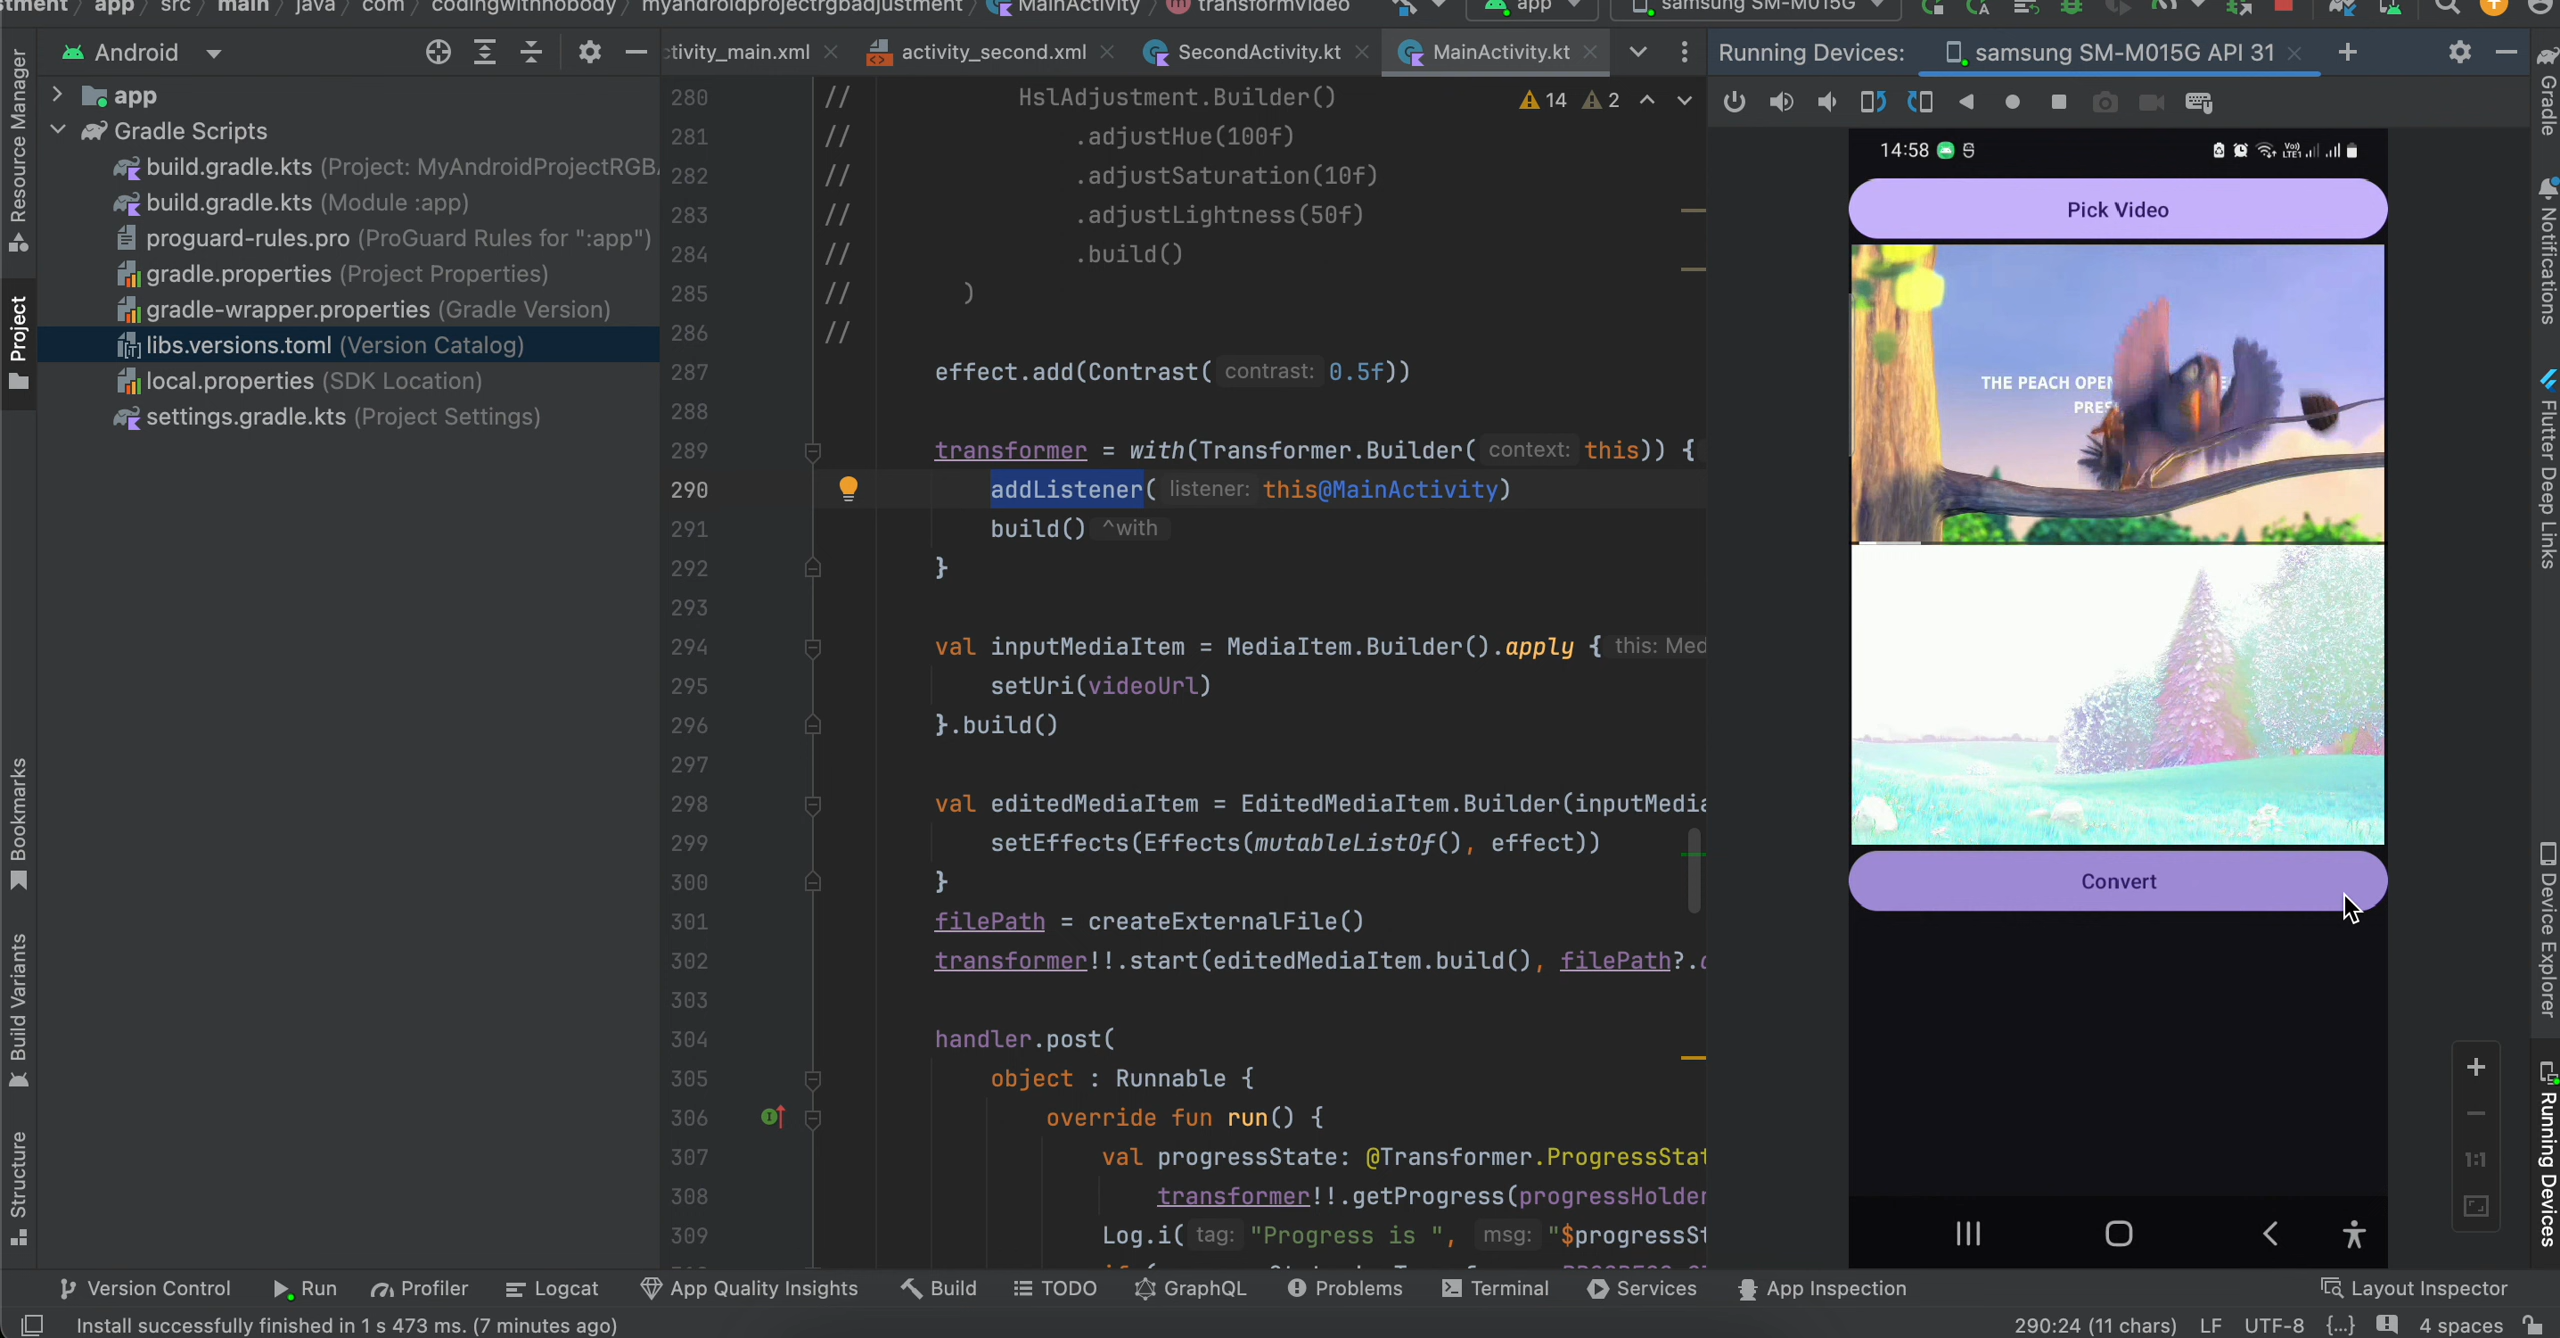 app src main java com codingwithnobody myandroidprojectrgbadjustment MainActivity transformVideo app samsung SM-M015G
Android
tivity_main.xml activity_second.xml SecondActivity.kt MainActivity.kt
Running Devices: samsung SM-M015G API 31
Resource Manager
Project
Bookmarks
Build Variants
Structure
app
Gradle Scripts
build.gradle.kts (Project: MyAndroidProjectRGB
build.gradle.kts (Module :app)
proguard-rules.pro (ProGuard Rules for ":app")
gradle.properties (Project Properties)
gradle-wrapper.properties (Gradle Version)
libs.versions.toml (Version Catalog)
local.properties (SDK Location)
settings.gradle.kts (Project Settings)
14 2
280 // HslAdjustment.Builder()
281 // .adjustHue(100f)
282 // .adjustSaturation(10f)
283 // .adjustLightness(50f)
284 // .build()
285 // )
286 //
287 effect.add(Contrast( contrast: 0.5f))
288
289 transformer = with(Transformer.Builder( context: this)) {
290 addListener( listener: this@MainActivity)
291 build() ^with
292 }
293
294 val inputMediaItem = MediaItem.Builder().apply { this: Med
295 setUri(videoUrl)
296 }.build()
297
298 val editedMediaItem = EditedMediaItem.Builder(inputMedia
299 setEffects(Effects(mutableListOf(), effect))
300 }
301 filePath = createExternalFile()
302 transformer!!.start(editedMediaItem.build(), filePath?.
303
304 handler.post(
305 object : Runnable {
306 override fun run() {
307 val progressState: @Transformer.ProgressStat
308 transformer!!.getProgress(progressHolder
309 Log.i( tag: "Progress is ", msg: "$progressSt
14:58
Pick Video
THE PEACH OPEN
PRES
Convert
1:1
Gradle
Notifications
Flutter Deep Links
Device Explorer
Running Devices
Version Control Run Profiler Logcat App Quality Insights Build TODO GraphQL Problems Terminal Services App Inspection Layout Inspector
Install successfully finished in 1 s 473 ms. (7 minutes ago) 290:24 (11 chars) LF UTF-8 {...} 4 spaces